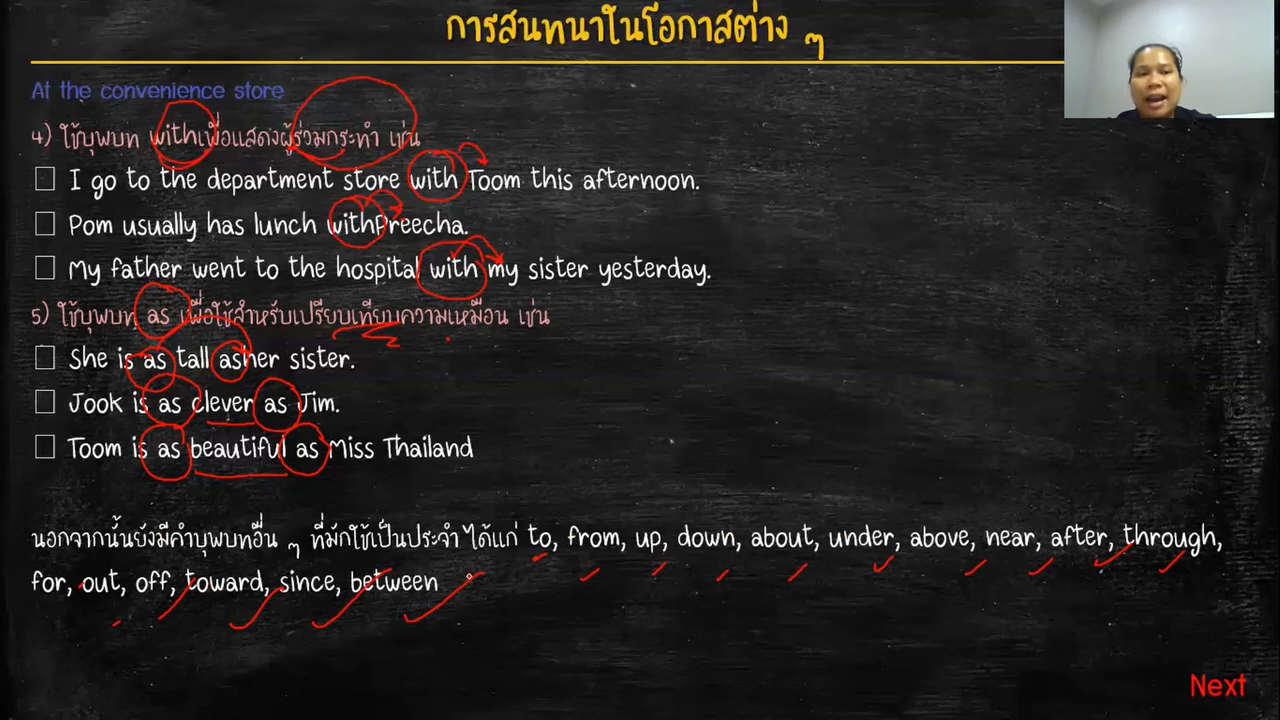 การสนทนาในโอกาสต่าง ๆ
At the convenience store
4) ใช้บุพบท withเพื่อแสดงผู้ร่วมกระทำ เช่น
I go to the department store with Toom this afternoon.
Pom usually has lunch withPreecha.
My father went to the hospital with my sister yesterday.
5) ใช้บุพบท as เพื่อใช้สำหรับเปรียบเทียบความเหมือน เช่น
She is as tall asher sister.
Jook is as clever as Jim.
Toom is as beautiful as Miss Thailand
นอกจากนั้นยังมีคำบุพบทอื่น ๆ ที่มักใช้เป็นประจำ ได้แก่ to, from, up, down, about, under, above, near, after, through,
for, out, off, toward, since, between
Next